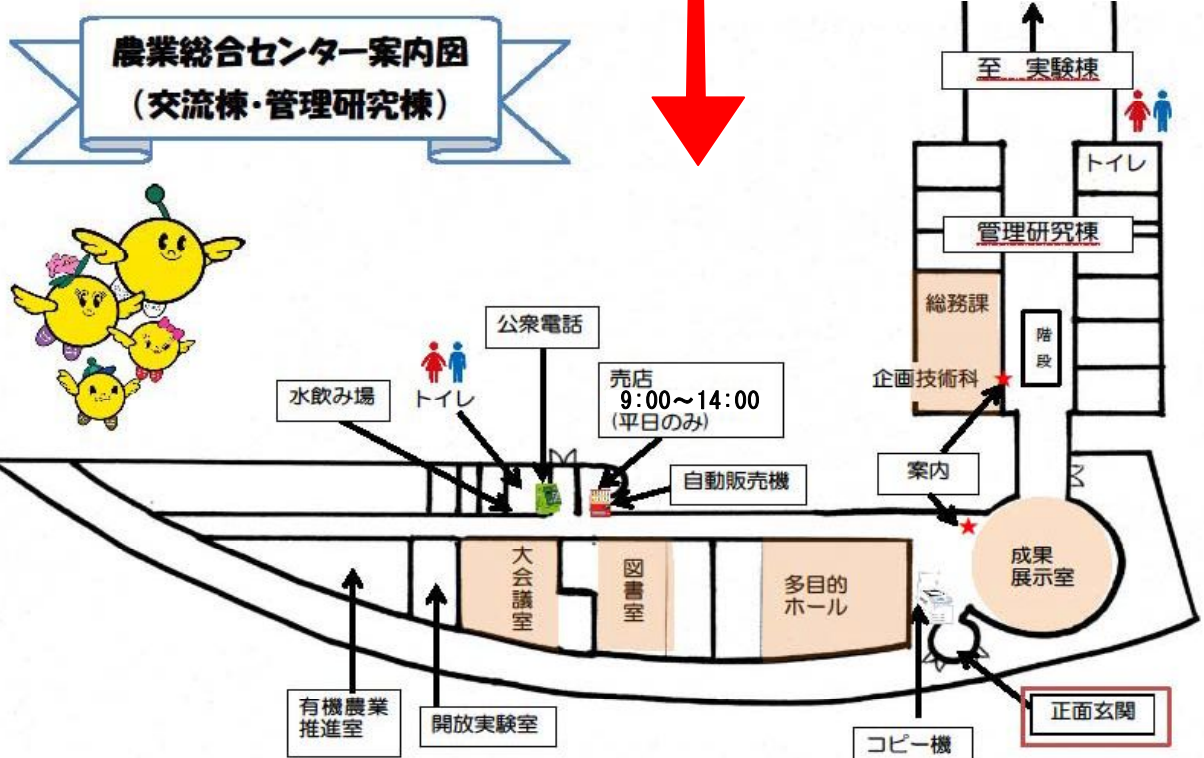 農業総合センター案内図
(交流棟・管理研究棟)
至 実験棟
トイレ
管理研究棟
総務課
階段
企画技術科
公衆電話
トイレ
水飲み場
売店
9:00～14:00
(平日のみ)
自動販売機
案内
大会議室
図書室
多目的
ホール
成果
展示室
有機農業
推進室
開放実験室
コピー機
正面玄関